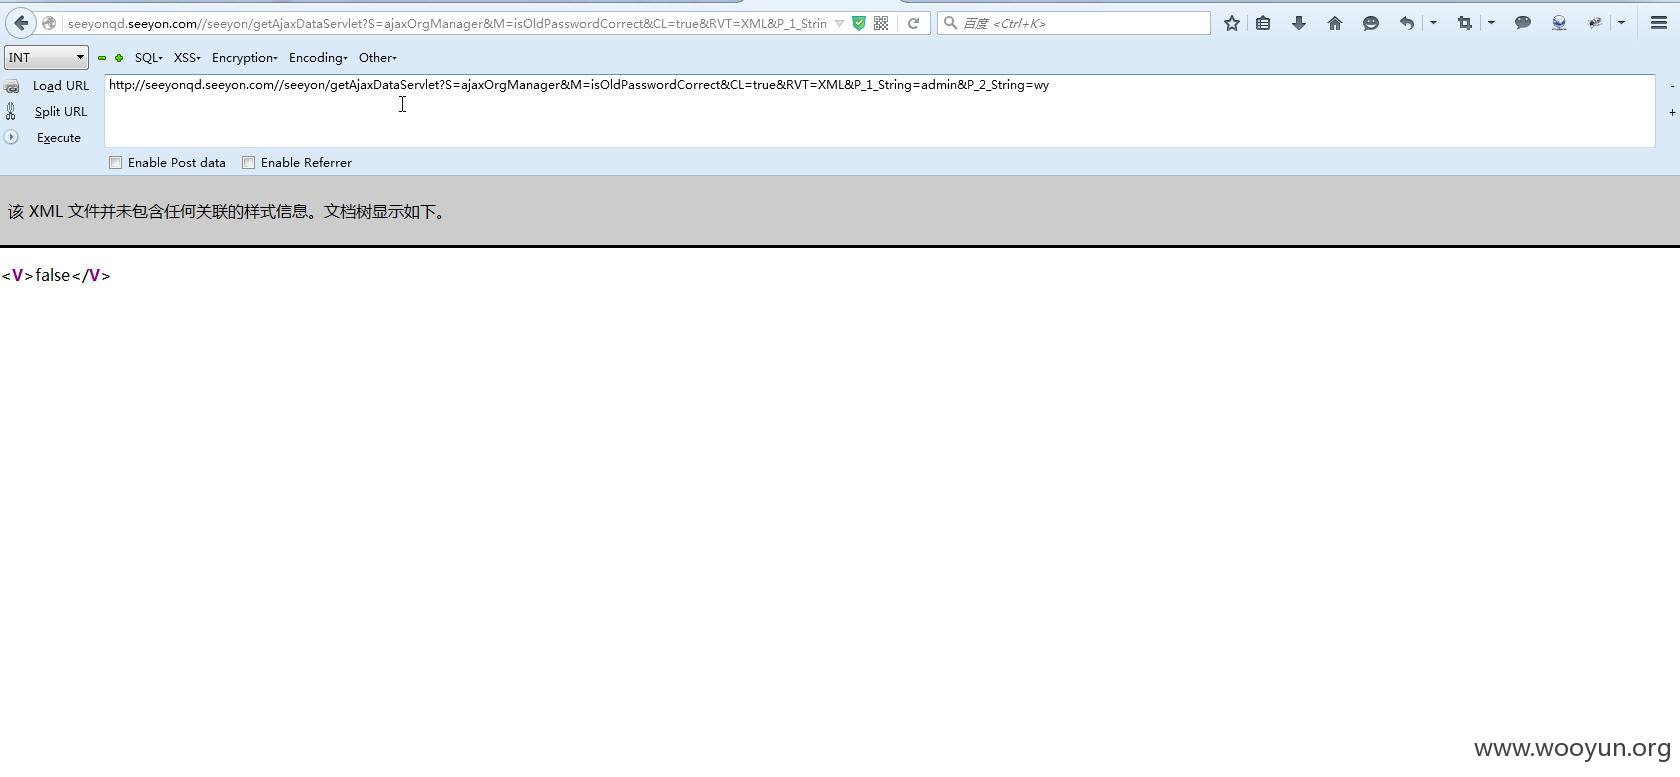 seeyonqd.seeyon.com//seeyon/getAjaxDataServlet?S=ajaxOrgManager&M=isOldPasswordCorrect&CL=true&RVT=XML&P_1_Strin
百度 <Ctrl+K>
INT SQL XSS Encryption Encoding Other
Load URL
http://seeyonqd.seeyon.com//seeyon/getAjaxDataServlet?S=ajaxOrgManager&M=isOldPasswordCorrect&CL=true&RVT=XML&P_1_String=admin&P_2_String=wy
Split URL
Execute
Enable Post data Enable Referrer
该 XML 文件并未包含任何关联的样式信息。文档树显示如下。
<V>false</V>
www.wooyun.org